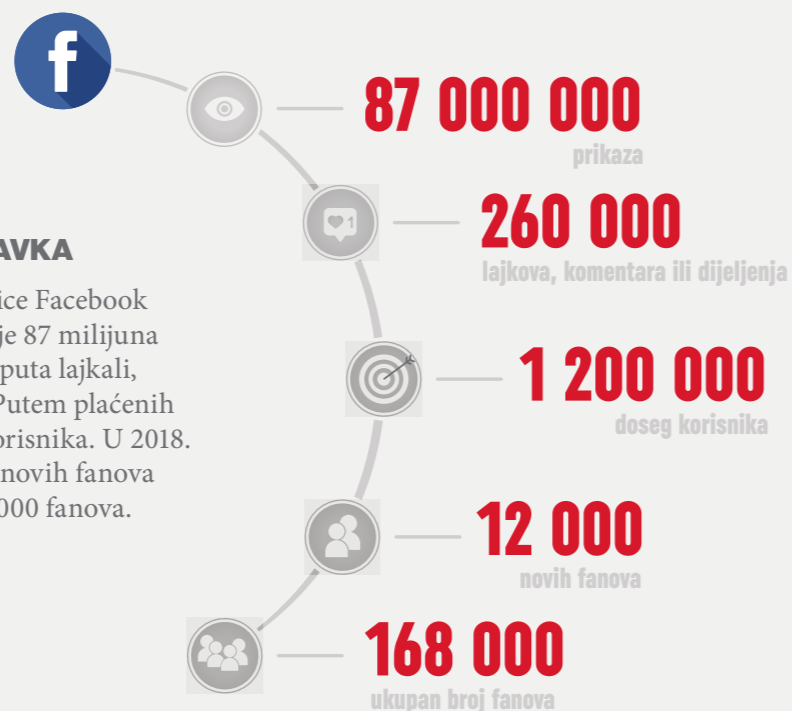 f
87 000 000
prikaza
1
260 000
lajkova, komentara ili dijeljenja
AVKA
ice Facebook
je 87 milijuna
puta lajkali,
Putem plaćenih
orisnika. U 2018.
novih fanova
000 fanova.
1 200 000
doseg korisnika
12 000
novih fanova
168 000
ukupan broj fanova